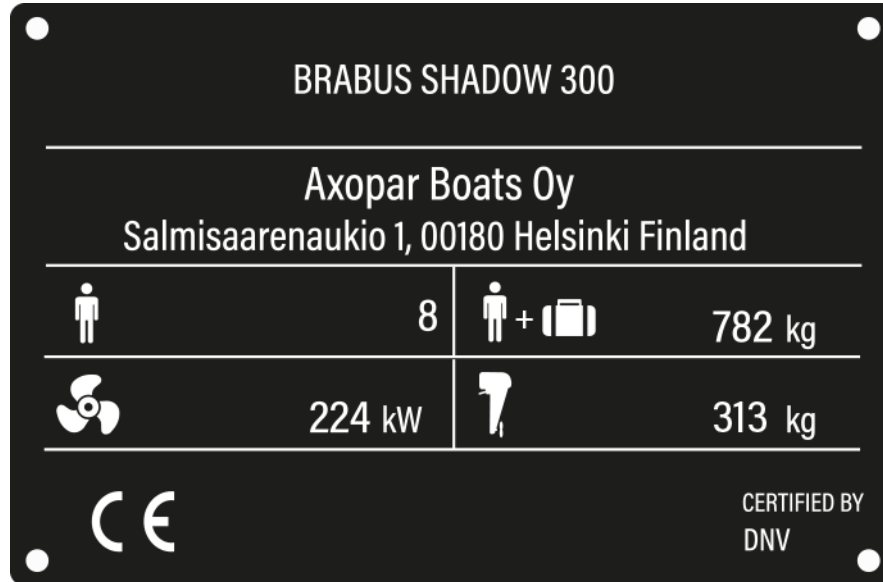 BRABUS SHADOW 300
Axopar Boats Oy
Salmisaarenaukio 1, 00180 Helsinki Finland
8
+
782 kg
224 kW
313 kg
CE
CERTIFIED BY
DNV